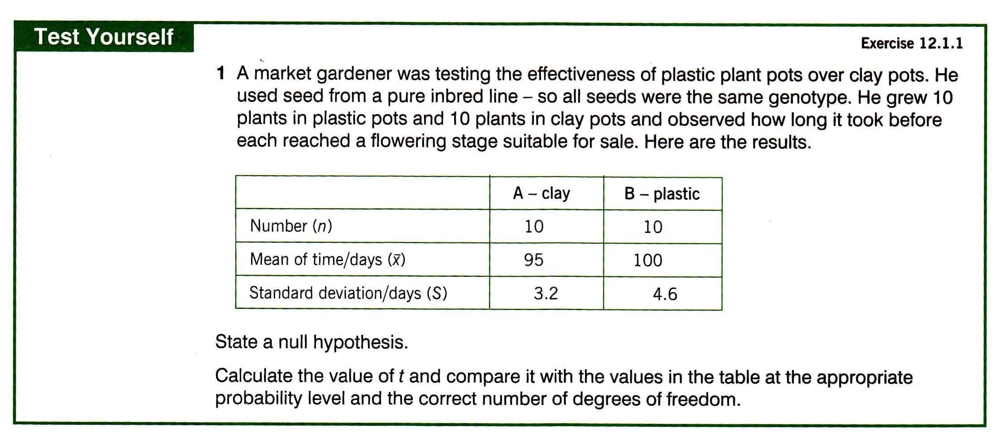 Test Yourself
Exercise 12.1.1
1 A market gardener was testing the effectiveness of plastic plant pots over clay pots. He
used seed from a pure inbred line – so all seeds were the same genotype. He grew 10
plants in plastic pots and 10 plants in clay pots and observed how long it took before
each reached a flowering stage suitable for sale. Here are the results.
A – clay B – plastic
Number (n) 10 10
Mean of time/days (x̄) 95 100
Standard deviation/days (S) 3.2 4.6
State a null hypothesis.
Calculate the value of t and compare it with the values in the table at the appropriate
probability level and the correct number of degrees of freedom.